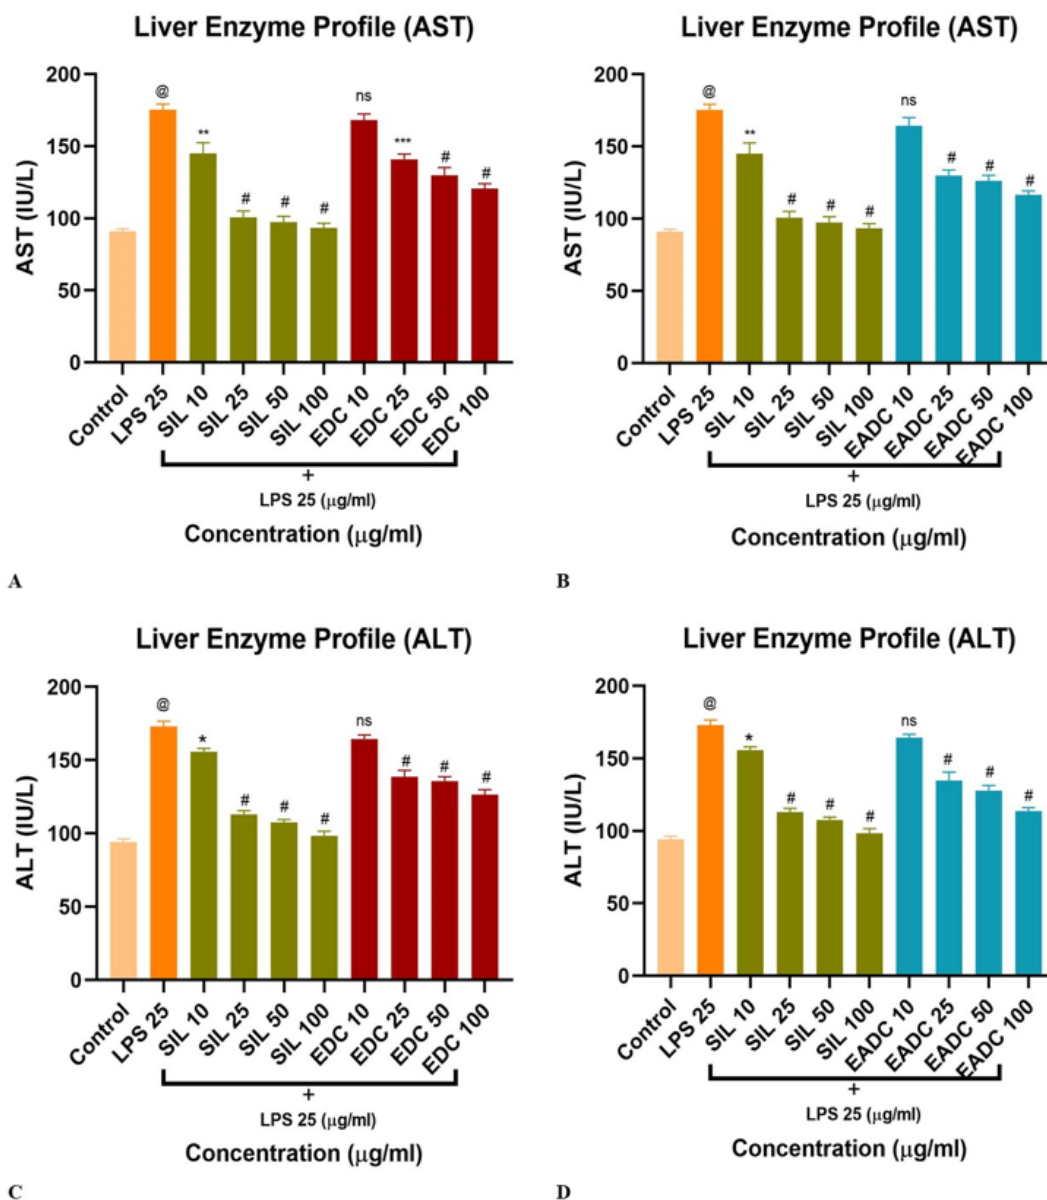 Liver Enzyme Profile (AST)
200
150
100
50
0
AST (IU/L)
@
**
#
#
#
ns
***
#
#
Control
LPS 25
SIL 10
SIL 25
SIL 50
SIL 100
EDC 10
EDC 25
EDC 50
EDC 100
+
LPS 25 (μg/ml)
Concentration (μg/ml)
A
Liver Enzyme Profile (AST)
200
150
100
50
0
AST (IU/L)
@
**
#
#
#
ns
#
#
#
Control
LPS 25
SIL 10
SIL 25
SIL 50
SIL 100
EADC 10
EADC 25
EADC 50
EADC 100
+
LPS 25 (μg/ml)
Concentration (μg/ml)
B
Liver Enzyme Profile (ALT)
200
150
100
50
0
ALT (IU/L)
@
*
#
#
#
ns
#
#
#
Control
LPS 25
SIL 10
SIL 25
SIL 50
SIL 100
EDC 10
EDC 25
EDC 50
EDC 100
+
LPS 25 (μg/ml)
Concentration (μg/ml)
C
Liver Enzyme Profile (ALT)
200
150
100
50
0
ALT (IU/L)
@
*
#
#
#
ns
#
#
#
Control
LPS 25
SIL 10
SIL 25
SIL 50
SIL 100
EADC 10
EADC 25
EADC 50
EADC 100
+
LPS 25 (μg/ml)
Concentration (μg/ml)
D